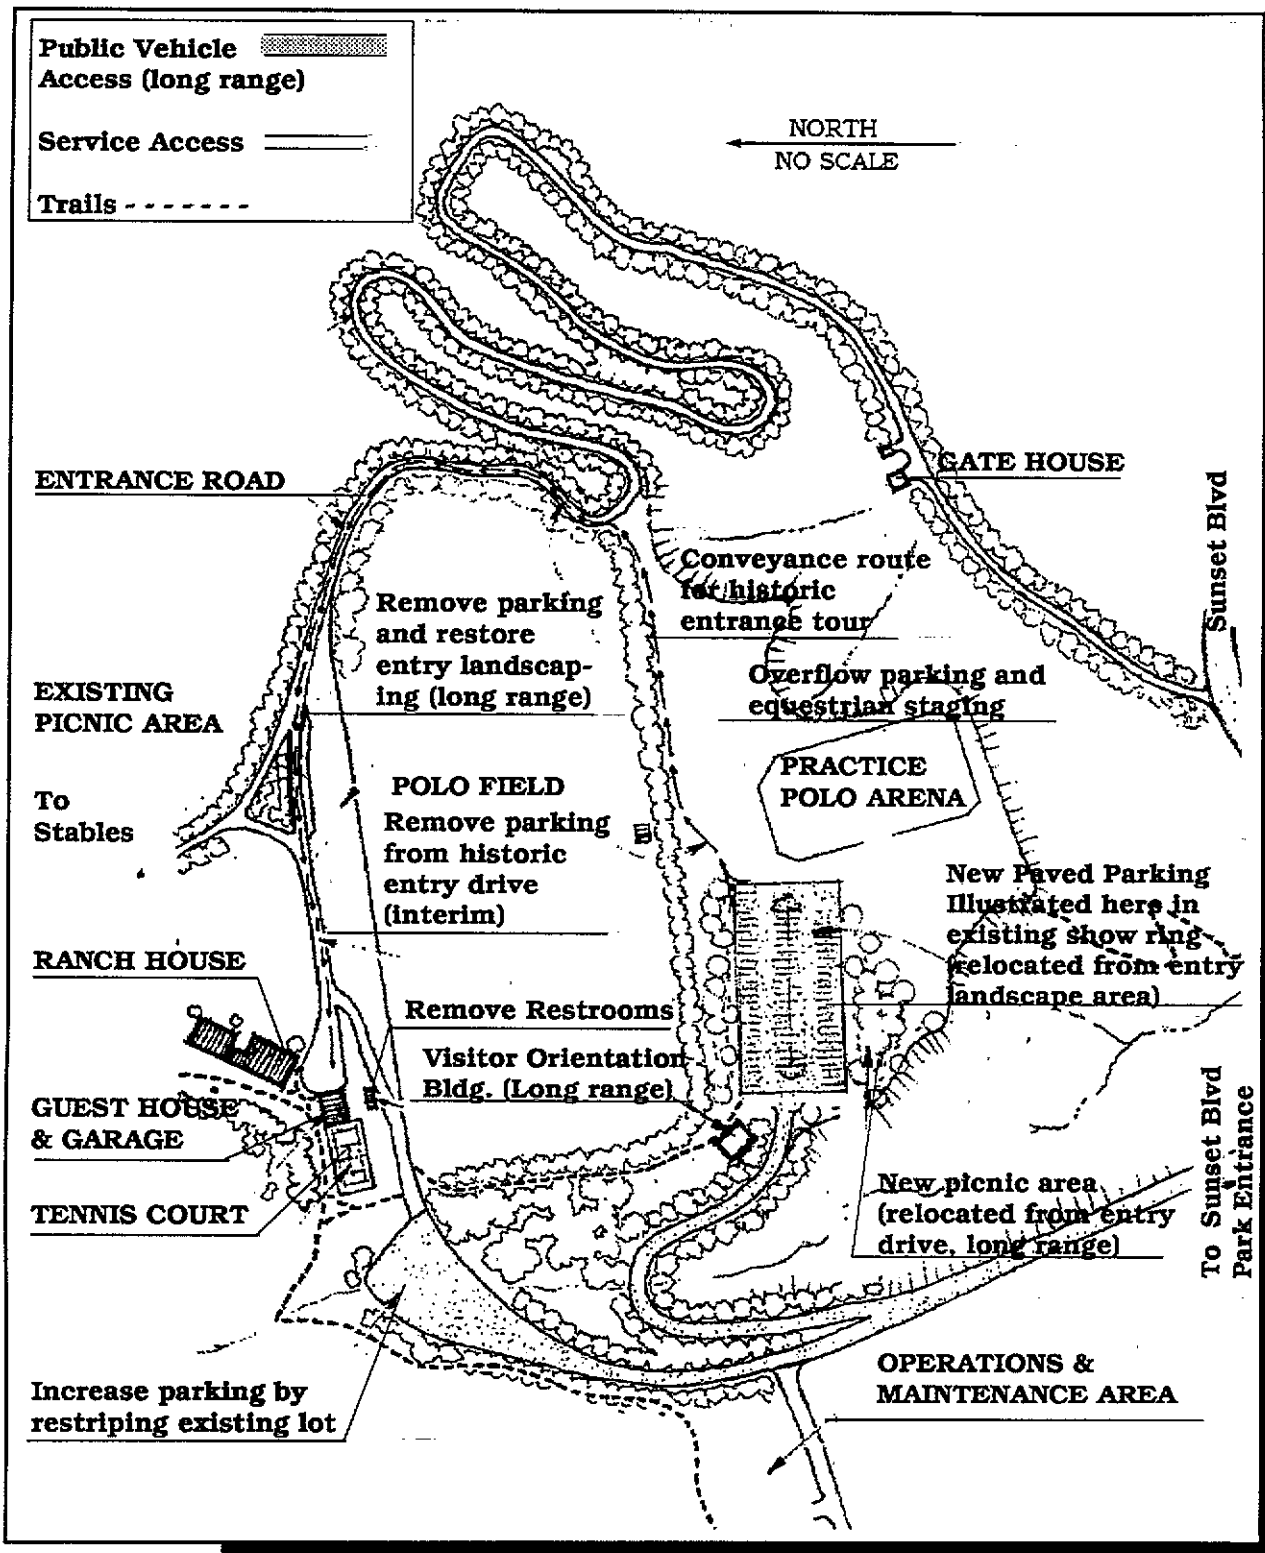 Public Vehicle
Access (long range)
Service Access
Trails
NORTH
NO SCALE
ENTRANCE ROAD
GATE HOUSE
Sunset Blvd
Conveyance route
for historic
entrance tour
Remove parking
and restore
entry landscap-
ing (long range)
Overflow parking and
equestrian staging
EXISTING
PICNIC AREA
PRACTICE
POLO ARENA
To
Stables
POLO FIELD
Remove parking
from historic
entry drive
(interim)
New Paved Parking
Illustrated here in
existing show ring
(relocated from entry
landscape area)
RANCH HOUSE
Remove Restrooms
Visitor Orientation
Bldg. (Long range)
GUEST HOUSE
& GARAGE
TENNIS COURT
New picnic area
(relocated from entry
drive, long range)
To Sunset Blvd
Park Entrance
OPERATIONS &
MAINTENANCE AREA
Increase parking by
restriping existing lot